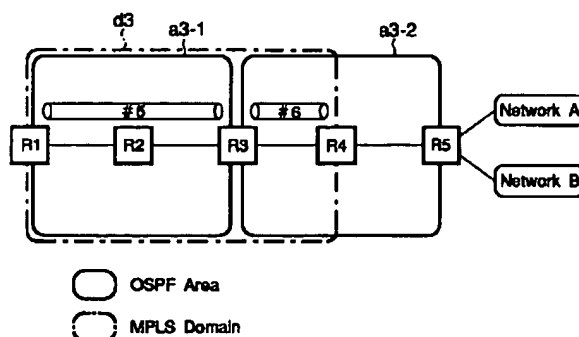 d3
a3-1
a3-2
#5
#6
R1
R2
R3
R4
R5
Network A
Network B
OSPF Area
MPLS Domain